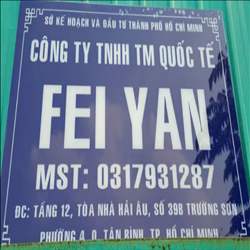 SỞ KẾ HOẠCH VÀ ĐẦU TƯ THÀNH PHỐ HỒ CHÍ MINH
CÔNG TY TNHH TM QUỐC TẾ
FEI YAN
MST: 0317931287
ĐC: TẦNG 12, TÒA NHÀ HẢI ÂU, SỐ 39B TRƯỜNG SƠN
PHƯỜNG 4, Q. TÂN BÌNH, TP. HỒ CHÍ MINH